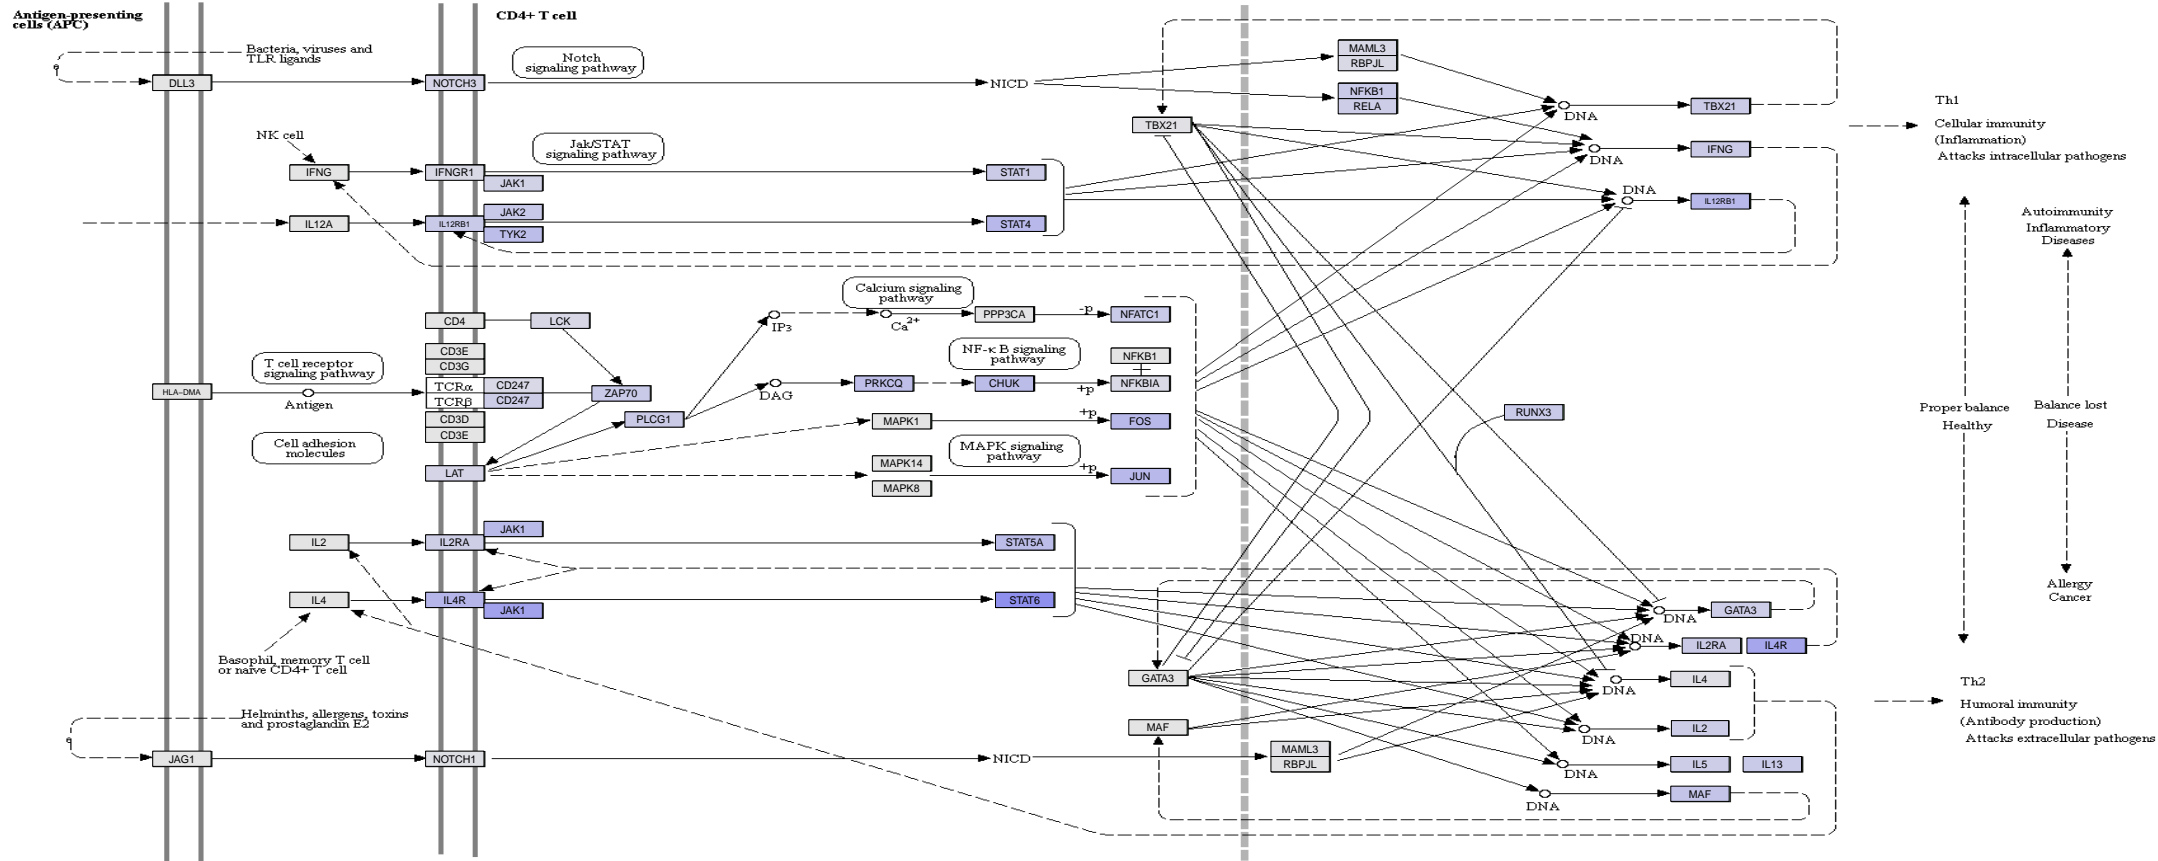 Antigen-presenting
cells (APC)
CD4+ T cell
Bacteria, viruses and
TLR ligands
Notch
signaling pathway
DLL3
NOTCH3
NICD
MAML3
RBPJL
NFKB1
RELA
DNA
TBX21
TBX21
NK cell
Jak/STAT
signaling pathway
IFNG
IFNGR1
JAK1
STAT1
DNA
IFNG
IL12A
IL12RB1
JAK2
TYK2
STAT4
DNA
IL12RB1
Th1
Cellular immunity
(Inflammation)
Attacks intracellular pathogens
Autoimmunity
Inflammatory
Diseases
Calcium signaling
pathway
CD4
LCK
IP3
Ca2+
PPP3CA
-p
NFATC1
CD3E
CD3G
T cell receptor
signaling pathway
NF-κ B signaling
pathway
NFKB1
HLA-DMA
Antigen
TCRα
CD247
TCRβ
CD247
ZAP70
DAG
PRKCQ
CHUK
+p
NFKBIA
CD3D
CD3E
PLCG1
MAPK1
+p
FOS
RUNX3
Proper balance
Healthy
Balance lost
Disease
Cell adhesion
molecules
LAT
MAPK14
MAPK8
MAPK signaling
pathway
+p
JUN
IL2
IL2RA
JAK1
STAT5A
IL4
IL4R
JAK1
STAT6
Allergy
Cancer
DNA
GATA3
Basophil, memory T cell
or naive CD4+ T cell
DNA
IL2RA
IL4R
GATA3
DNA
IL4
Th2
Humoral immunity
(Antibody production)
Attacks extracellular pathogens
Helminths, allergens, toxins
and prostaglandin E2
MAF
DNA
IL2
JAG1
NOTCH1
NICD
MAML3
RBPJL
DNA
IL5
IL13
DNA
MAF